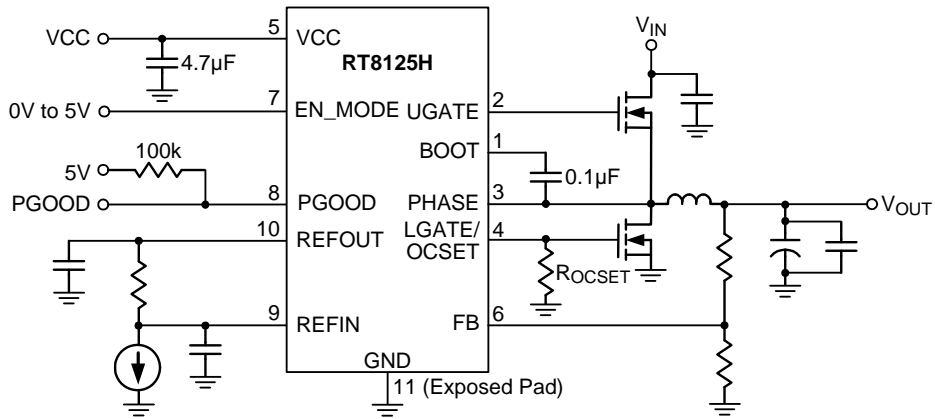 VCC
5
VCC
4.7µF
RT8125H
0V to 5V
7
EN_MODE
UGATE
2
V_IN
BOOT
1
0.1µF
100k
5V
PGOOD
8
PGOOD
PHASE
3
V_OUT
10
REFOUT
LGATE/
OCSET
4
R_OCSET
9
REFIN
FB
6
GND
11 (Exposed Pad)